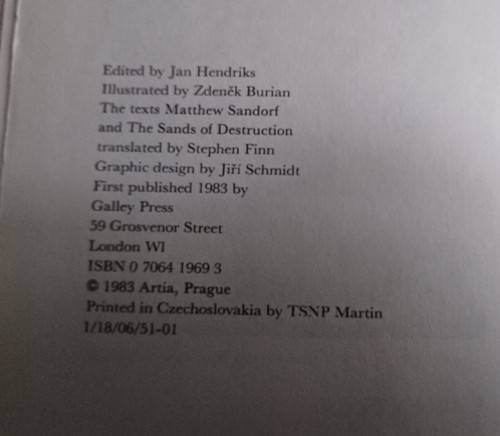 Edited by Jan Hendriks
Illustrated by Zdeněk Burian
The texts Matthew Sandorf
and The Sands of Destruction
translated by Stephen Finn
Graphic design by Jiří Schmidt
First published 1983 by
Galley Press
59 Grosvenor Street
London W1
ISBN 0 7064 1969 3
© 1983 Artia, Prague
Printed in Czechoslovakia by TSNP Martin
1/18/06/51-01